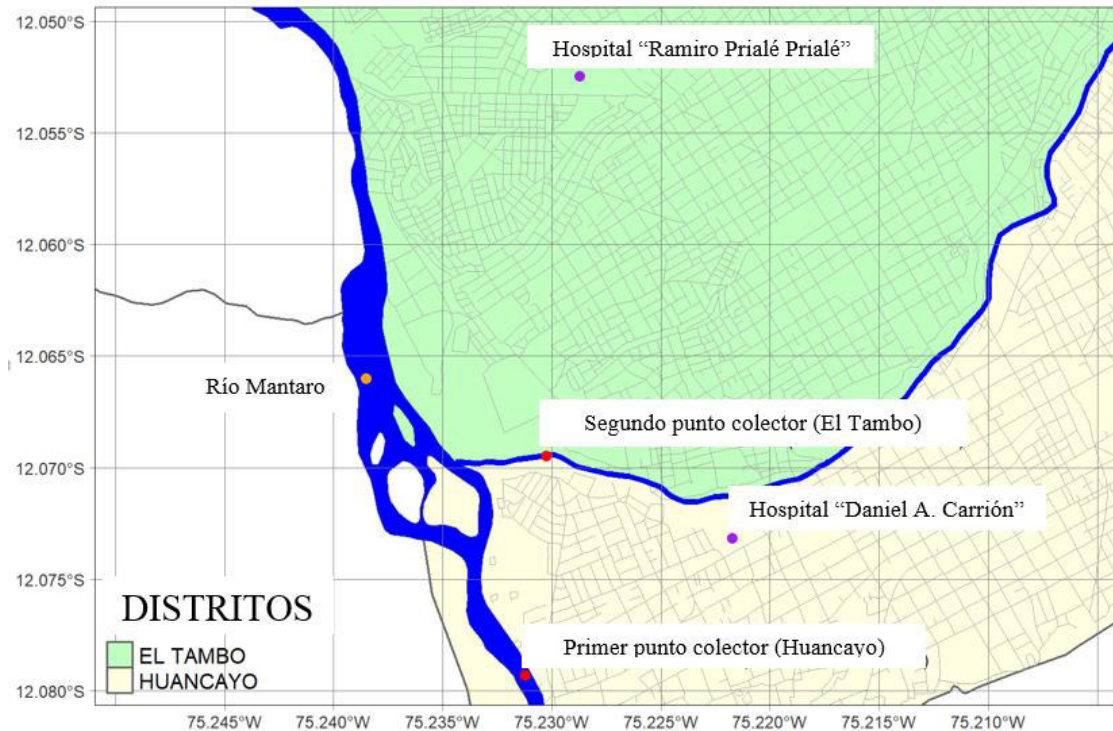 12.050°S
Hospital “Ramiro Prialé Prialé”
12.055°S
12.060°S
12.065°S
Río Mantaro
Segundo punto colector (El Tambo)
12.070°S
Hospital “Daniel A. Carrión”
12.075°S
DISTRITOS
Primer punto colector (Huancayo)
EL TAMBO
HUANCAYO
12.080°S
75.245°W 75.240°W 75.235°W 75.230°W 75.225°W 75.220°W 75.215°W 75.210°W